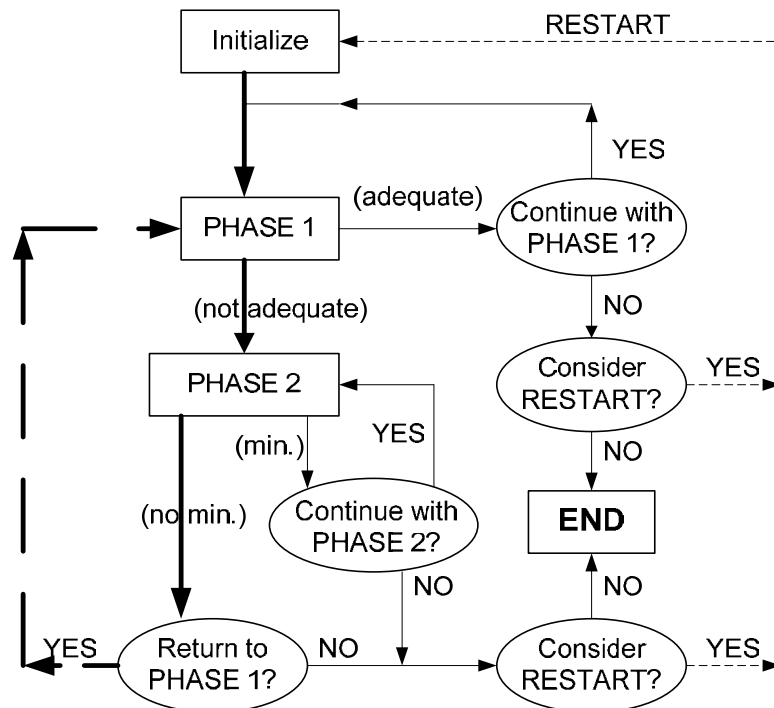 RESTART
Initialize
YES
(adequate)
Continue with
PHASE 1?
PHASE 1
NO
(not adequate)
Consider
RESTART?
YES
PHASE 2
YES
(min.)
NO
Continue with
PHASE 2?
END
(no min.)
NO
NO
YES
Return to
PHASE 1?
NO
Consider
RESTART?
YES